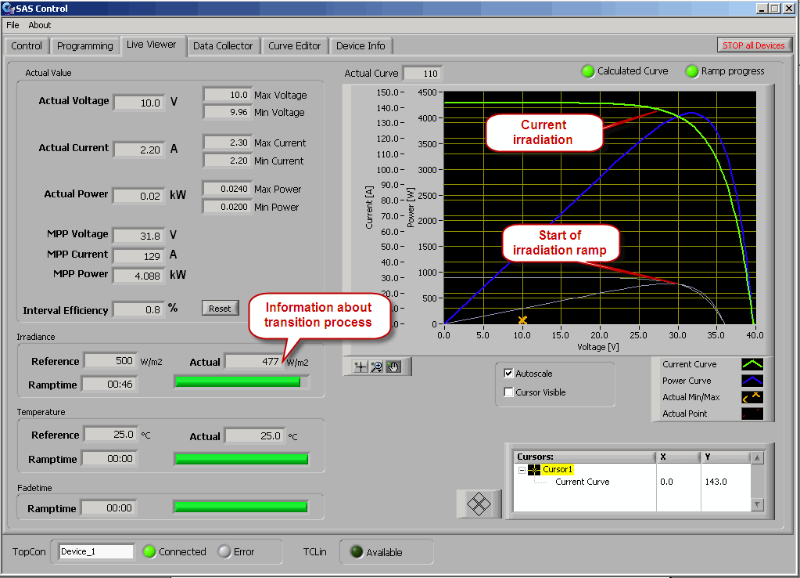 SAS Control
File About
Control Programming Live Viewer Data Collector Curve Editor Device Info STOP all Devices
Actual Value
Actual Voltage 10.0 V
10.0 Max Voltage
9.96 Min Voltage
Actual Current 2.20 A
2.30 Max Current
2.20 Min Current
Actual Power 0.02 kW
0.0240 Max Power
0.0200 Min Power
MPP Voltage 31.8 V
MPP Current 129 A
MPP Power 4.088 kW
Interval Efficiency 0.8 % Reset
Information about
transition process
Irradiance
Reference 500 W/m2 Actual 477 W/m2
Ramptime 00:46
Temperature
Reference 25.0 °C Actual 25.0 °C
Ramptime 00:00
Fadetime
Ramptime 00:00
Actual Curve 110 Calculated Curve Ramp progress
Current [A]
150.0
140.0
130.0
120.0
110.0
100.0
90.0
80.0
70.0
60.0
50.0
40.0
30.0
20.0
10.0
0.0
Power [W]
4500
4000
3500
3000
2500
2000
1500
1000
500
0
Current
irradiation
Start of
irradiation ramp
0.0 5.0 10.0 15.0 20.0 25.0 30.0 35.0 40.0
Voltage [V]
Autoscale
Cursor Visible
Current Curve
Power Curve
Actual Min/Max
Actual Point
Cursors: X Y
Cursor1
Current Curve 0.0 143.0
TopCon Device_1 Connected Error TCLin Available